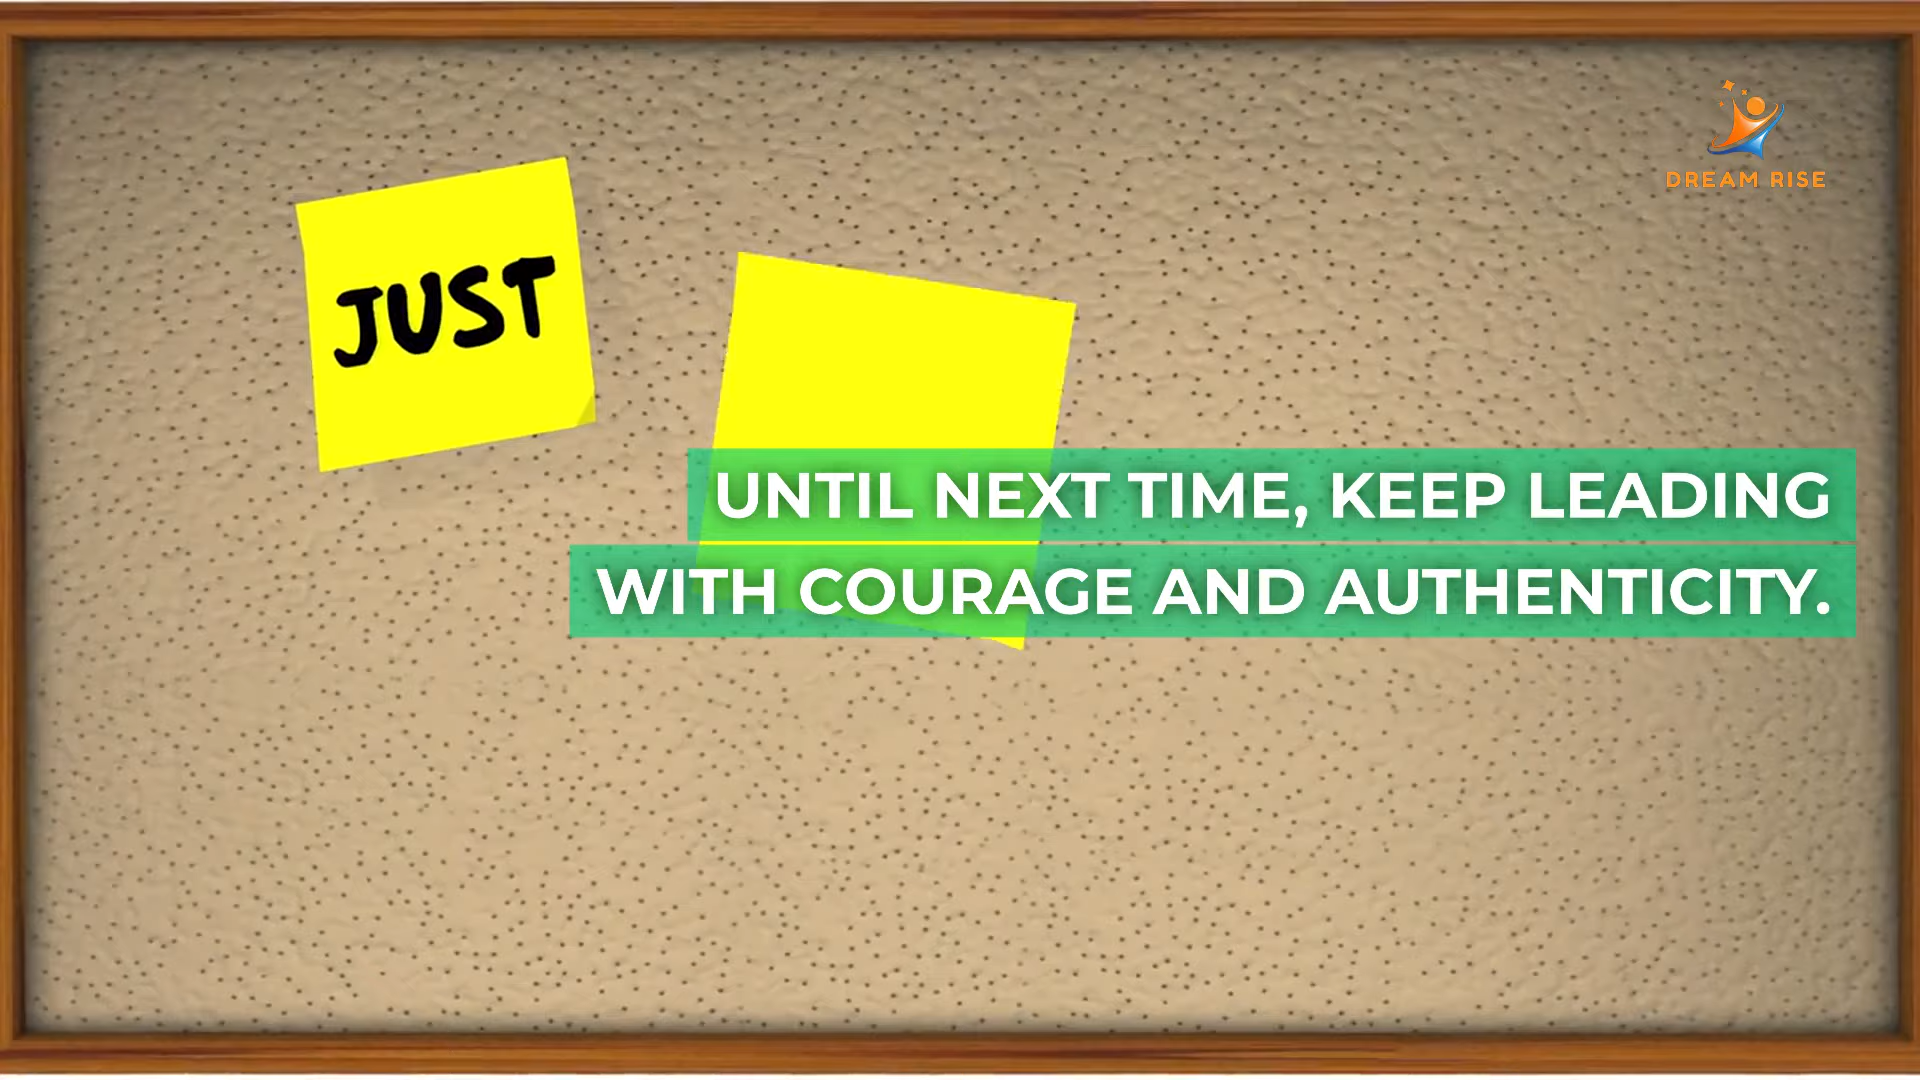 DREAM RISE
JUST
UNTIL NEXT TIME, KEEP LEADING
WITH COURAGE AND AUTHENTICITY.